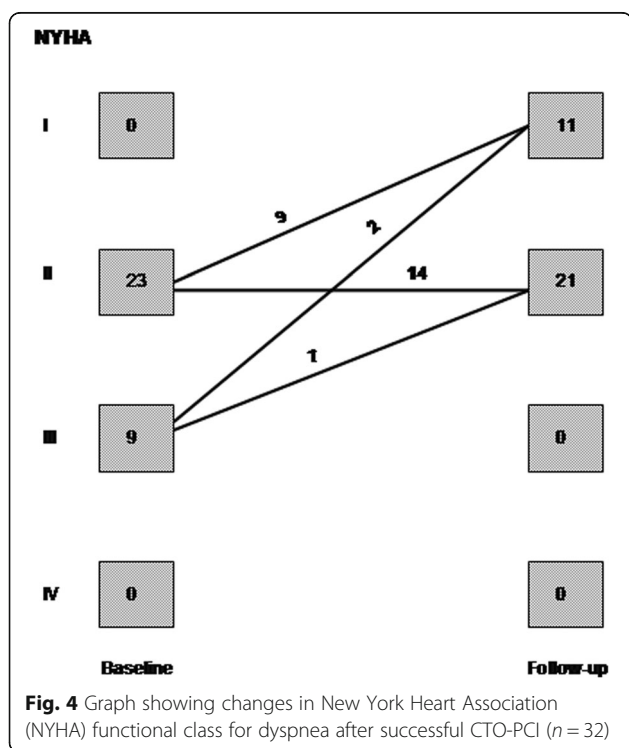 NYHA
I 0 11
9
2
II 23 14 21
7
III 9 0
IV 0 0
Baseline Follow-up
Fig. 4 Graph showing changes in New York Heart Association
(NYHA) functional class for dyspnea after successful CTO-PCI (n = 32)